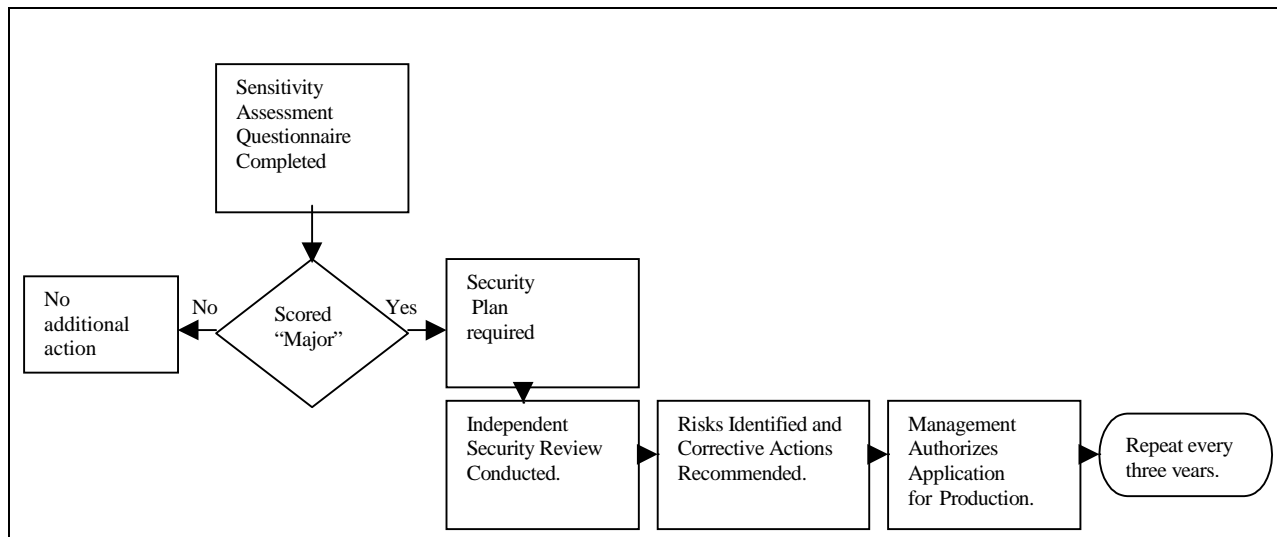 Sensitivity
Assessment
Questionnaire
Completed
No
additional
action
No
Scored
“Major”
Yes
Security
Plan
required
Independent
Security Review
Conducted.
Risks Identified and
Corrective Actions
Recommended.
Management
Authorizes
Application
for Production.
Repeat every
three years.